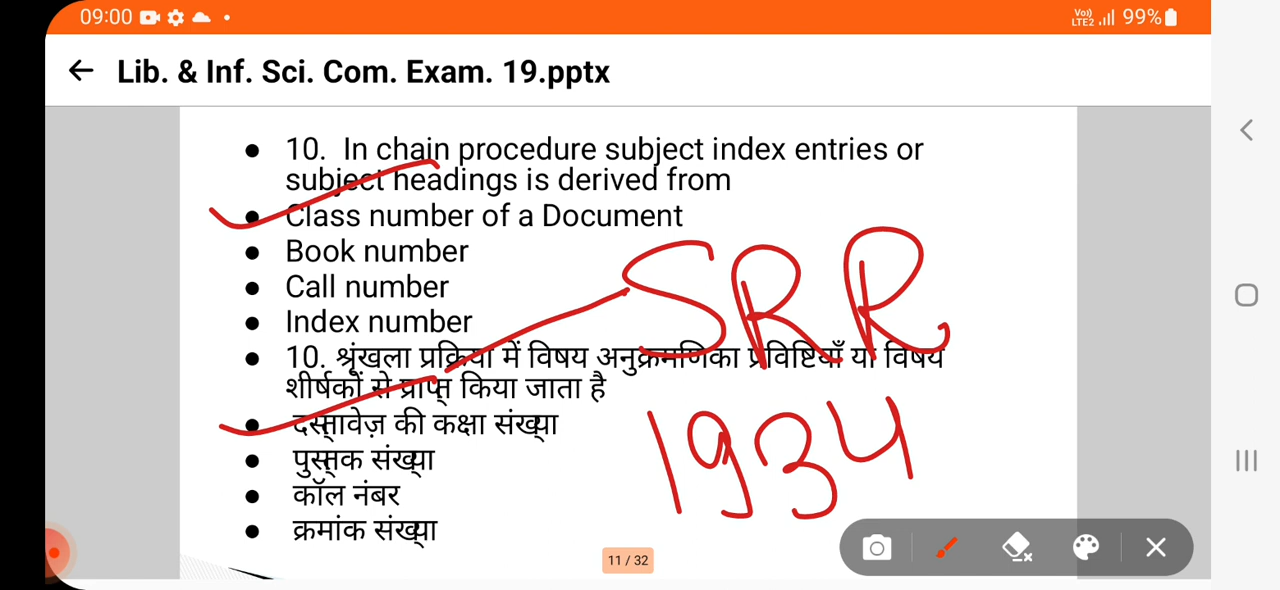 09:00
Vo)) LTE2 99%
Lib. & Inf. Sci. Com. Exam. 19.pptx
● 10. In chain procedure subject index entries or
subject headings is derived from
● Class number of a Document
● Book number
● Call number
● Index number
SRR
● 10. श्रृंखला प्रक्रिया में विषय अनुक्रमणिका प्रविष्टियाँ या विषय
शीर्षकों से प्राप्त किया जाता है
● दस्तावेज़ की कक्षा संख्या
● पुस्तक संख्या
● कॉल नंबर
● क्रमांक संख्या
1934
11 / 32